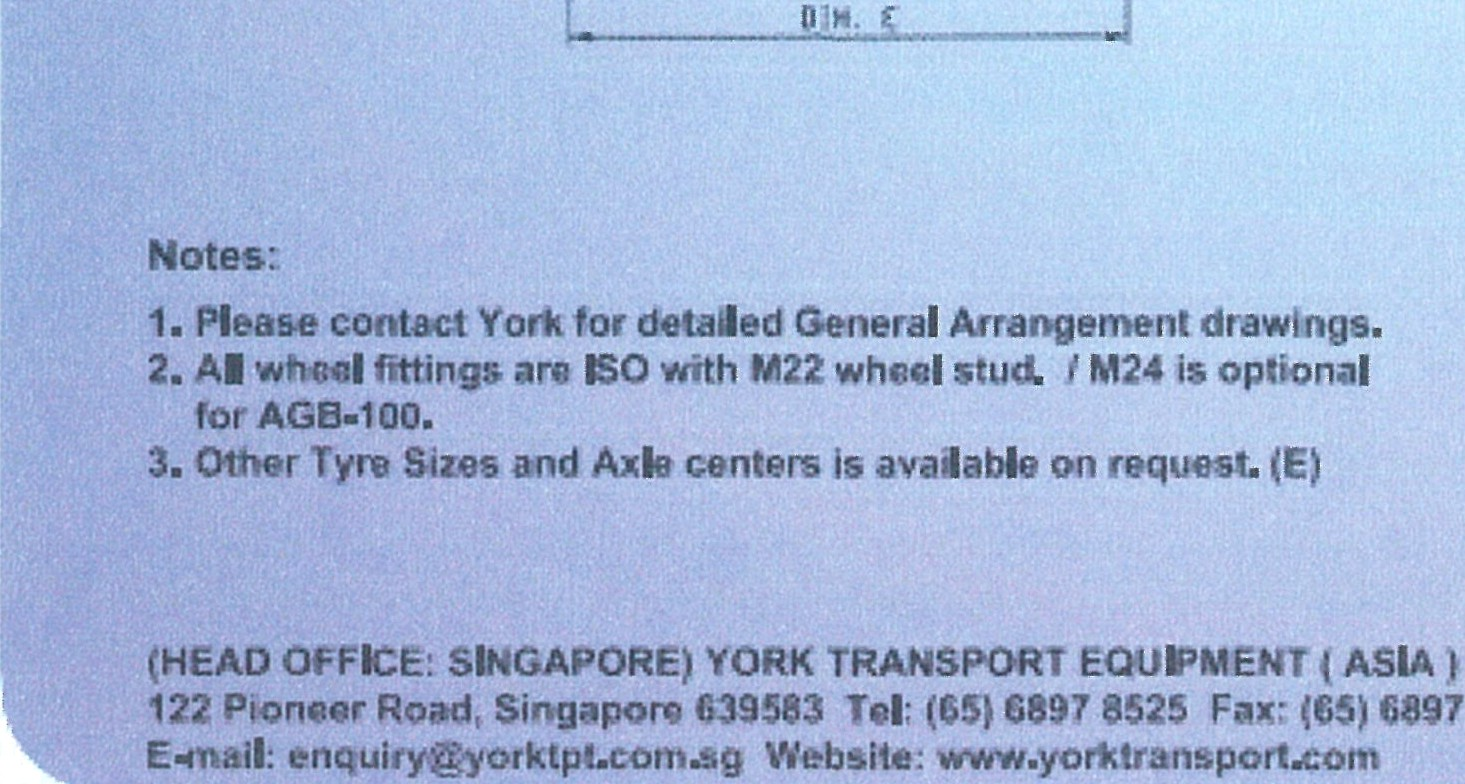 DIM. E
Notes:
1. Please contact York for detailed General Arrangement drawings.
2. All wheel fittings are ISO with M22 wheel stud. / M24 is optional
for AGB-100.
3. Other Tyre Sizes and Axle centers is available on request. (E)
(HEAD OFFICE: SINGAPORE) YORK TRANSPORT EQUIPMENT ( ASIA )
122 Pioneer Road, Singapore 639583 Tel: (65) 6897 8525 Fax: (65) 6897
E-mail: enquiry@yorktpt.com.sg Website: www.yorktransport.com